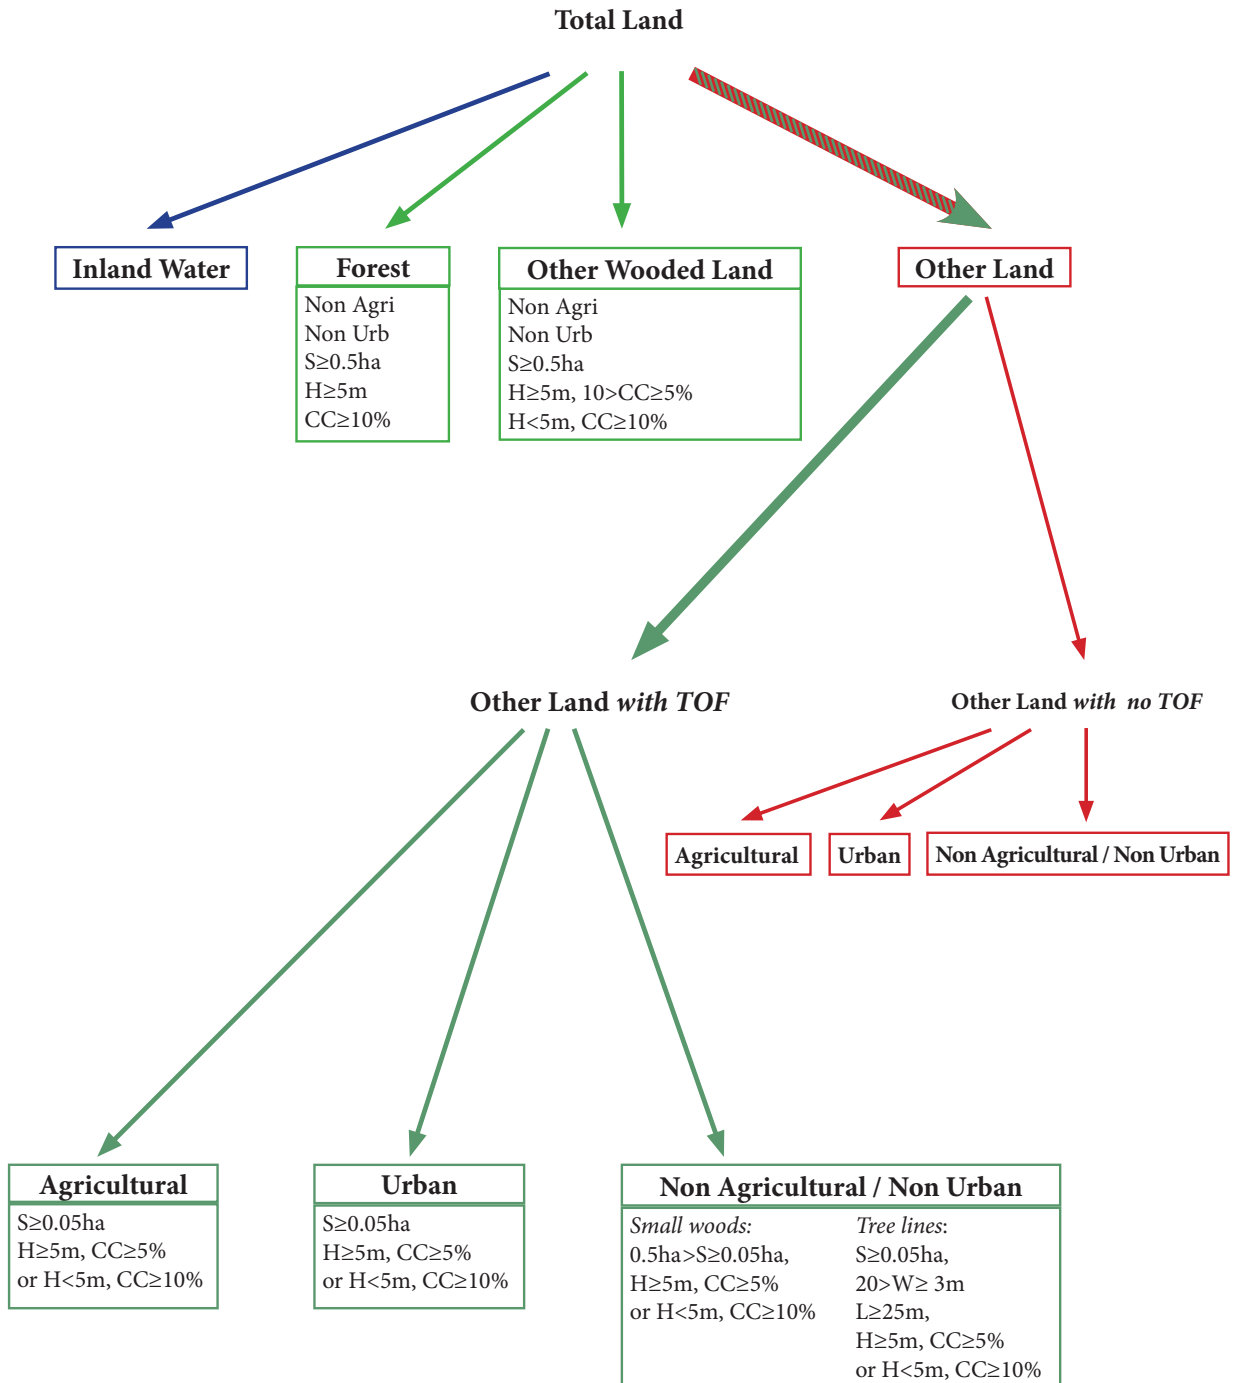 Total Land
Inland Water
Forest
Non Agri
Non Urb
S≥0.5ha
H≥5m
CC≥10%
Other Wooded Land
Non Agri
Non Urb
S≥0.5ha
H≥5m, 10>CC≥5%
H<5m, CC≥10%
Other Land
Other Land with TOF
Other Land with no TOF
Agricultural
Urban
Non Agricultural / Non Urban
Agricultural
S≥0.05ha
H≥5m, CC≥5%
or H<5m, CC≥10%
Urban
S≥0.05ha
H≥5m, CC≥5%
or H<5m, CC≥10%
Non Agricultural / Non Urban
Small woods:
0.5ha>S≥0.05ha,
H≥5m, CC≥5%
or H<5m, CC≥10%
Tree lines:
S≥0.05ha,
20>W≥ 3m
L≥25m,
H≥5m, CC≥5%
or H<5m, CC≥10%